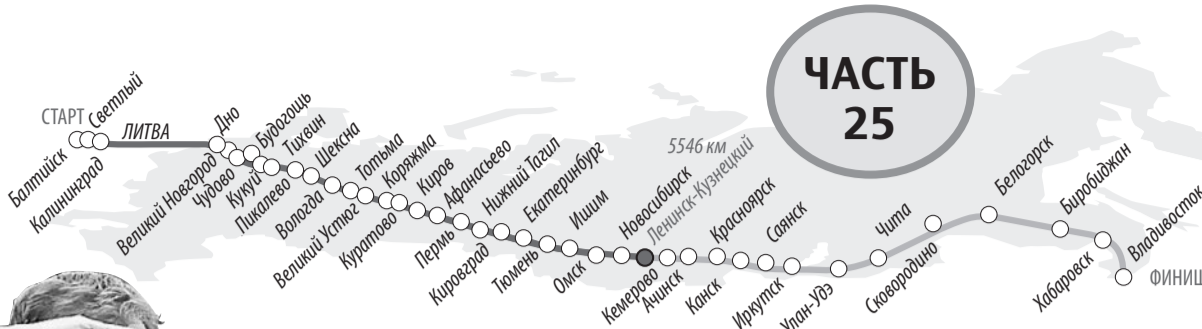 ЧАСТЬ
25
СТАРТ
Балтийск
Светлый
Калининград
ЛИТВА
Дно
Великий Новгород
Чудово
Будогощь
Кукуй
Тихвин
Пикалево
Шексна
Вологда
Тотьма
Великий Устюг
Коряжма
Куратово
Киров
Афанасьево
Пермь
Нижний Тагил
Кировград
Екатеринбург
Тюмень
Ишим
Омск
Новосибирск
5546 км
Ленинск-Кузнецкий
Кемерово
Ачинск
Красноярск
Канск
Саянск
Иркутск
Улан-Удэ
Чита
Сковородино
Белогорск
Биробиджан
Хабаровск
Владивосток
ФИНИШ